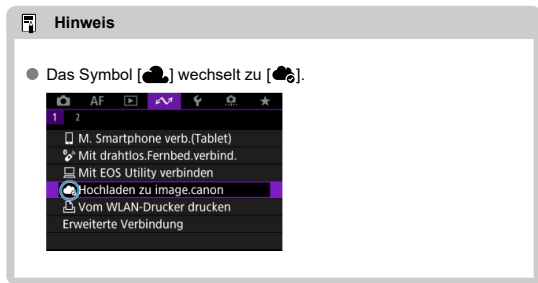 Hinweis
Das Symbol [ ] wechselt zu [ ].
AF
1 2
M. Smartphone verb.(Tablet)
Mit drahtlos.Fernbed.verbind.
Mit EOS Utility verbinden
Hochladen zu image.canon
Vom WLAN-Drucker drucken
Erweiterte Verbindung